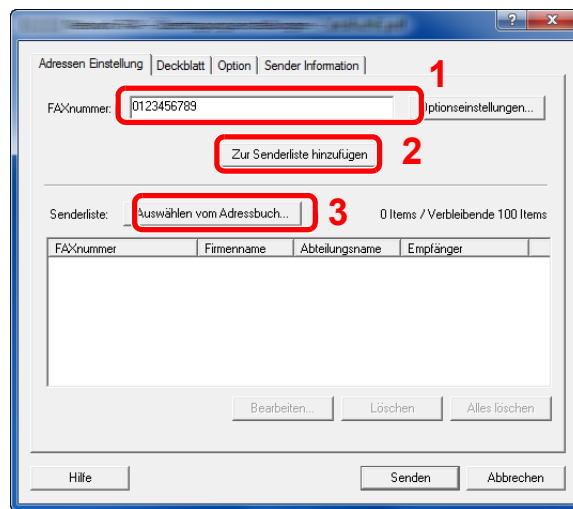 Adressen Einstellung Deckblatt Option Sender Information
1
FAXnummer: 0123456789 Optionseinstellungen...
Zur Senderliste hinzufügen 2
Senderliste: Auswählen vom Adressbuch... 3 0 Items / Verbleibende 100 Items
FAXnummer Firmenname Abteilungsname Empfänger
Bearbeiten... Löschen Alles löschen
Hilfe Senden Abbrechen